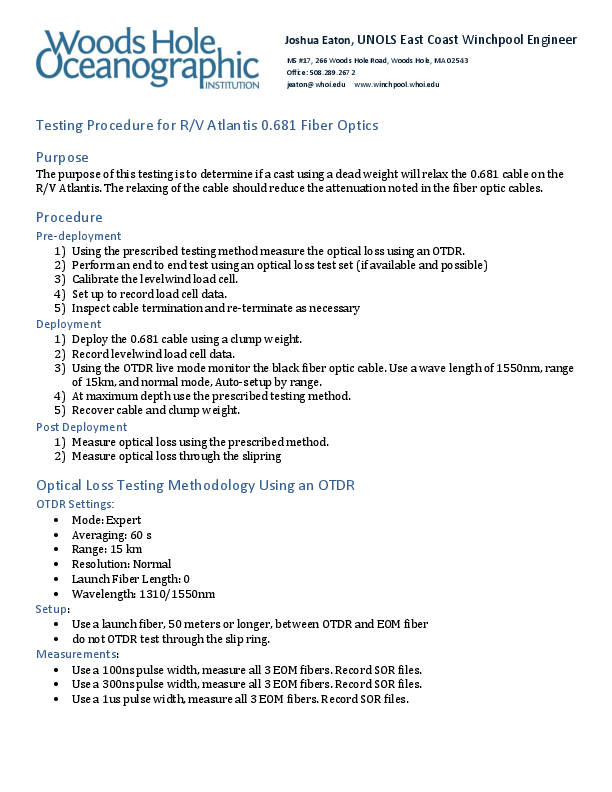 Woods Hole
Oceanographic
INSTITUTION
Joshua Eaton, UNOLS East Coast Winchpool Engineer
MS #17, 266 Woods Hole Road, Woods Hole, MA 02543
Office: 508.289.2672
jeaton@whoi.edu www.winchpool.whoi.edu
Testing Procedure for R/V Atlantis 0.681 Fiber Optics
Purpose
The purpose of this testing is to determine if a cast using a dead weight will relax the 0.681 cable on the
R/V Atlantis. The relaxing of the cable should reduce the attenuation noted in the fiber optic cables.
Procedure
Pre-deployment
1) Using the prescribed testing method measure the optical loss using an OTDR.
2) Perform an end to end test using an optical loss test set (if available and possible)
3) Calibrate the levelwind load cell.
4) Set up to record load cell data.
5) Inspect cable termination and re-terminate as necessary
Deployment
1) Deploy the 0.681 cable using a clump weight.
2) Record levelwind load cell data.
3) Using the OTDR live mode monitor the black fiber optic cable. Use a wave length of 1550nm, range
of 15km, and normal mode, Auto-setup by range.
4) At maximum depth use the prescribed testing method.
5) Recover cable and clump weight.
Post Deployment
1) Measure optical loss using the prescribed method.
2) Measure optical loss through the slipring
Optical Loss Testing Methodology Using an OTDR
OTDR Settings:
• Mode: Expert
• Averaging: 60 s
• Range: 15 km
• Resolution: Normal
• Launch Fiber Length: 0
• Wavelength: 1310/1550nm
Setup:
• Use a launch fiber, 50 meters or longer, between OTDR and EOM fiber
• do not OTDR test through the slip ring.
Measurements:
• Use a 100ns pulse width, measure all 3 EOM fibers. Record SOR files.
• Use a 300ns pulse width, measure all 3 EOM fibers. Record SOR files.
• Use a 1us pulse width, measure all 3 EOM fibers. Record SOR files.